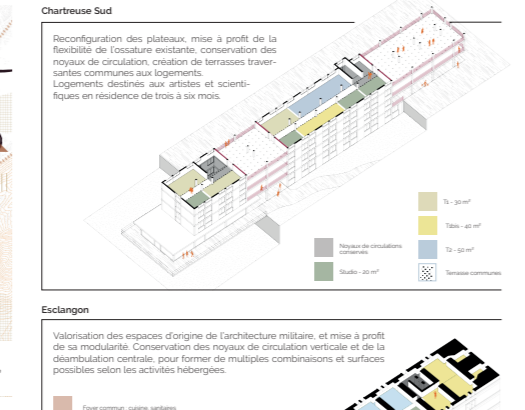 Chartreuse Sud
Reconfiguration des plateaux, mise à profit de la
flexibilité de l'ossature existante, conservation des
noyaux de circulation, création de terrasses traver-
santes communes aux logements.
Logements destinés aux artistes et scienti-
fiques en résidence de trois à six mois.
T1 - 30 m²
T1bis - 40 m²
Noyaux de circulations
conservés
T2 - 50 m²
Studio - 20 m²
Terrasse communes
Esclangon
Valorisation des espaces d'origine de l'architecture militaire, et mise à profit
de sa modularité. Conservation des noyaux de circulation verticale et de la
déambulation centrale, pour former de multiples combinaisons et surfaces
possibles selon les activités hébergées.
Foyer commun : cuisine, sanitaires